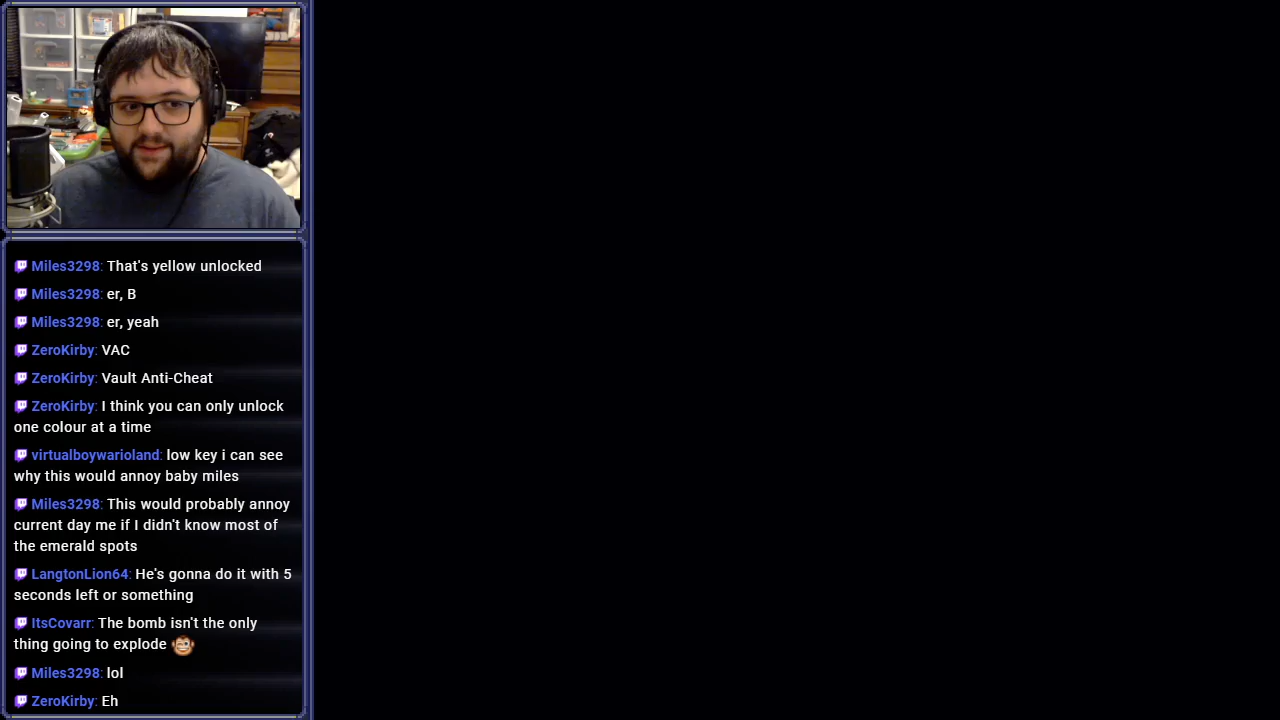 Miles3298: That's yellow unlocked
Miles3298: er, B
Miles3298: er, yeah
ZeroKirby: VAC
ZeroKirby: Vault Anti-Cheat
ZeroKirby: I think you can only unlock
one colour at a time
virtualboywarioland: low key i can see
why this would annoy baby miles
Miles3298: This would probably annoy
current day me if I didn't know most of
the emerald spots
LangtonLion64: He's gonna do it with 5
seconds left or something
ItsCovarr: The bomb isn't the only
thing going to explode
Miles3298: lol
ZeroKirby: Eh